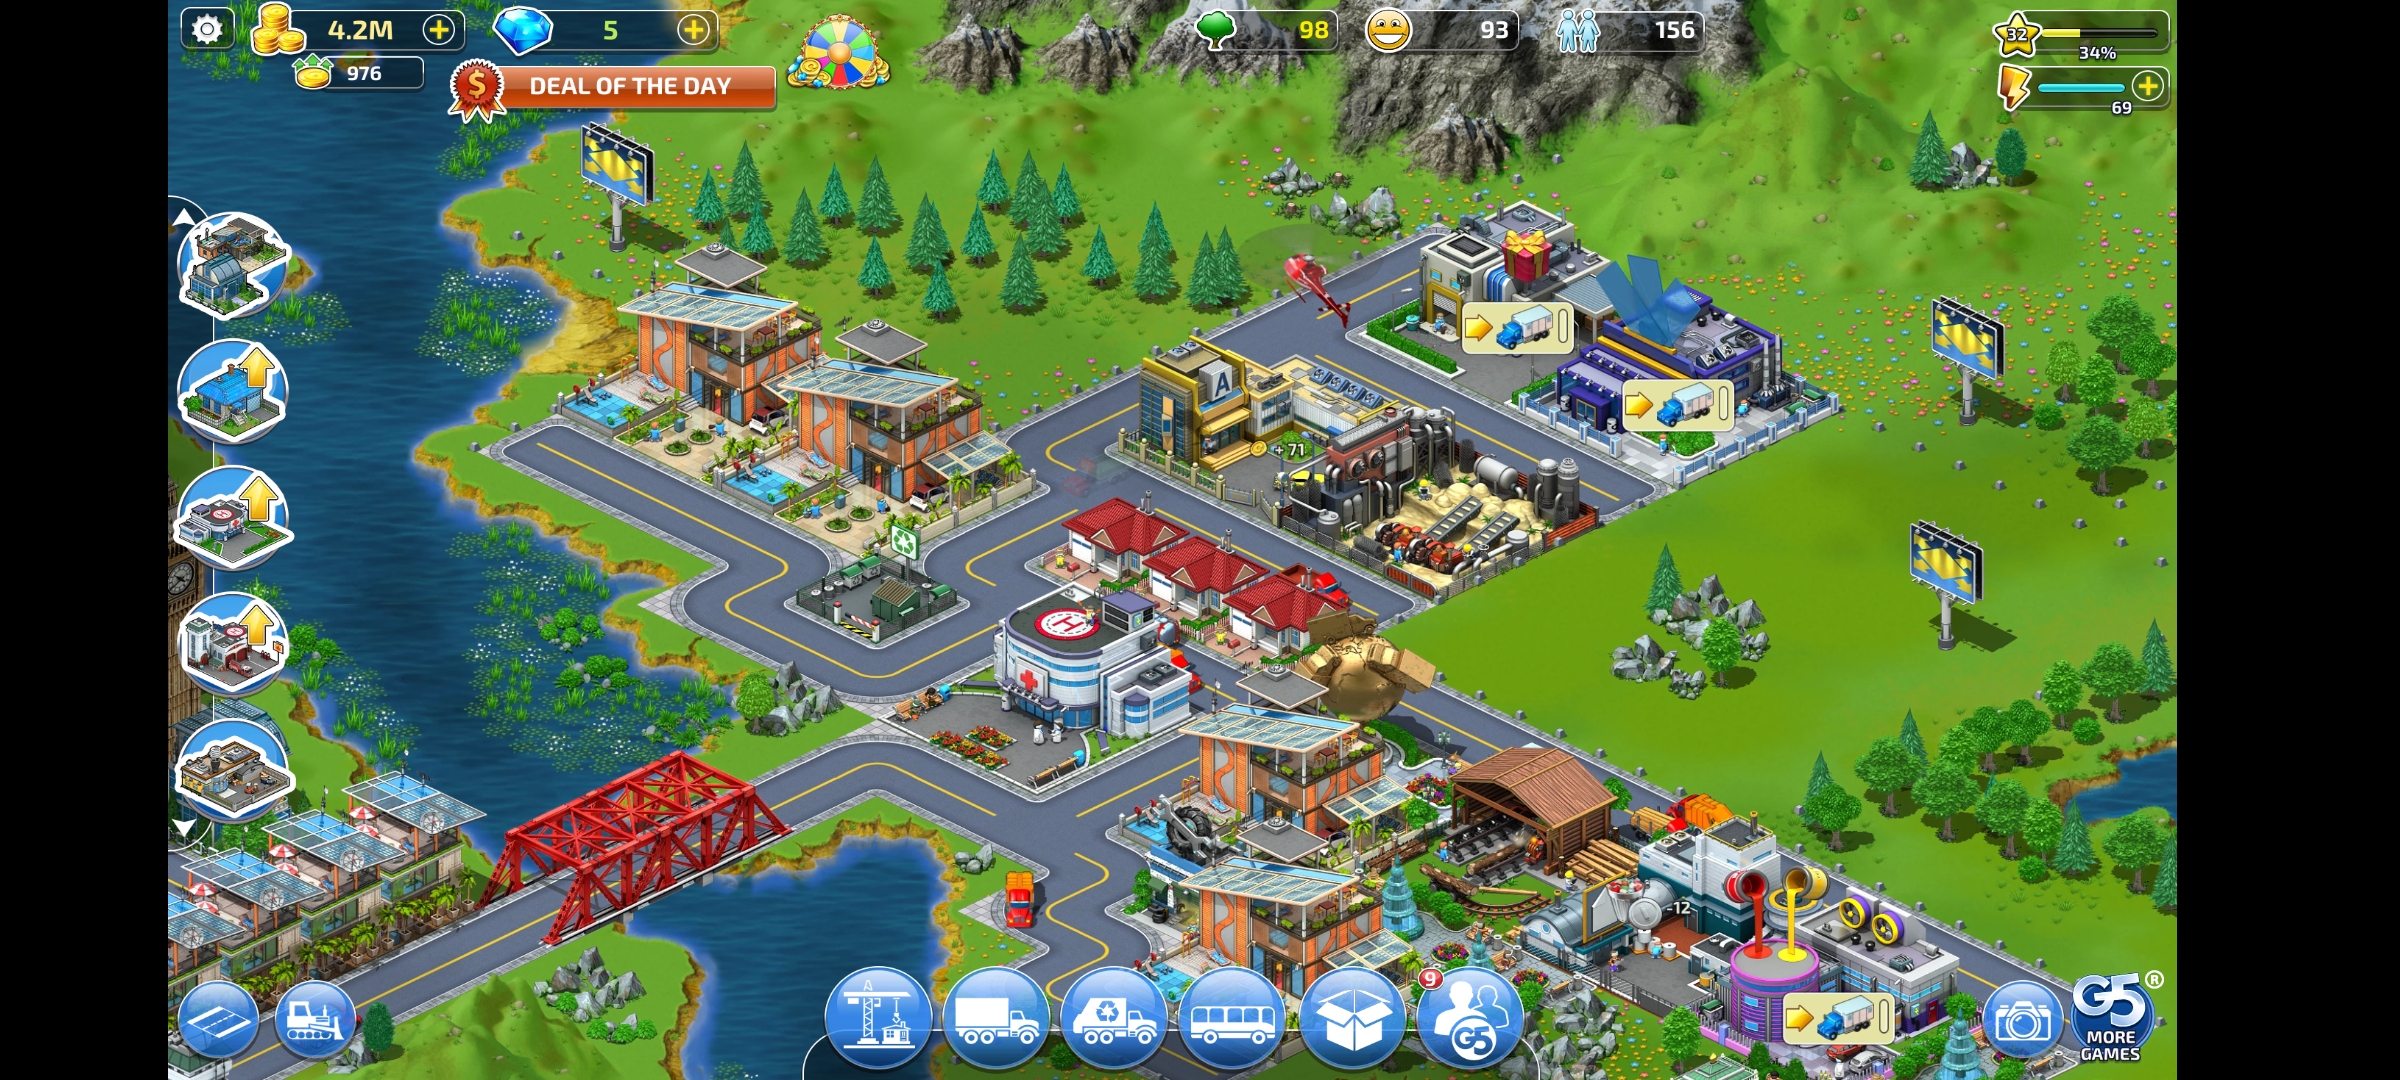 4.2M
5
98
93
156
32
34%
976
DEAL OF THE DAY
69
A
+71
H
-12
A
9
G5
G5®
MORE
GAMES